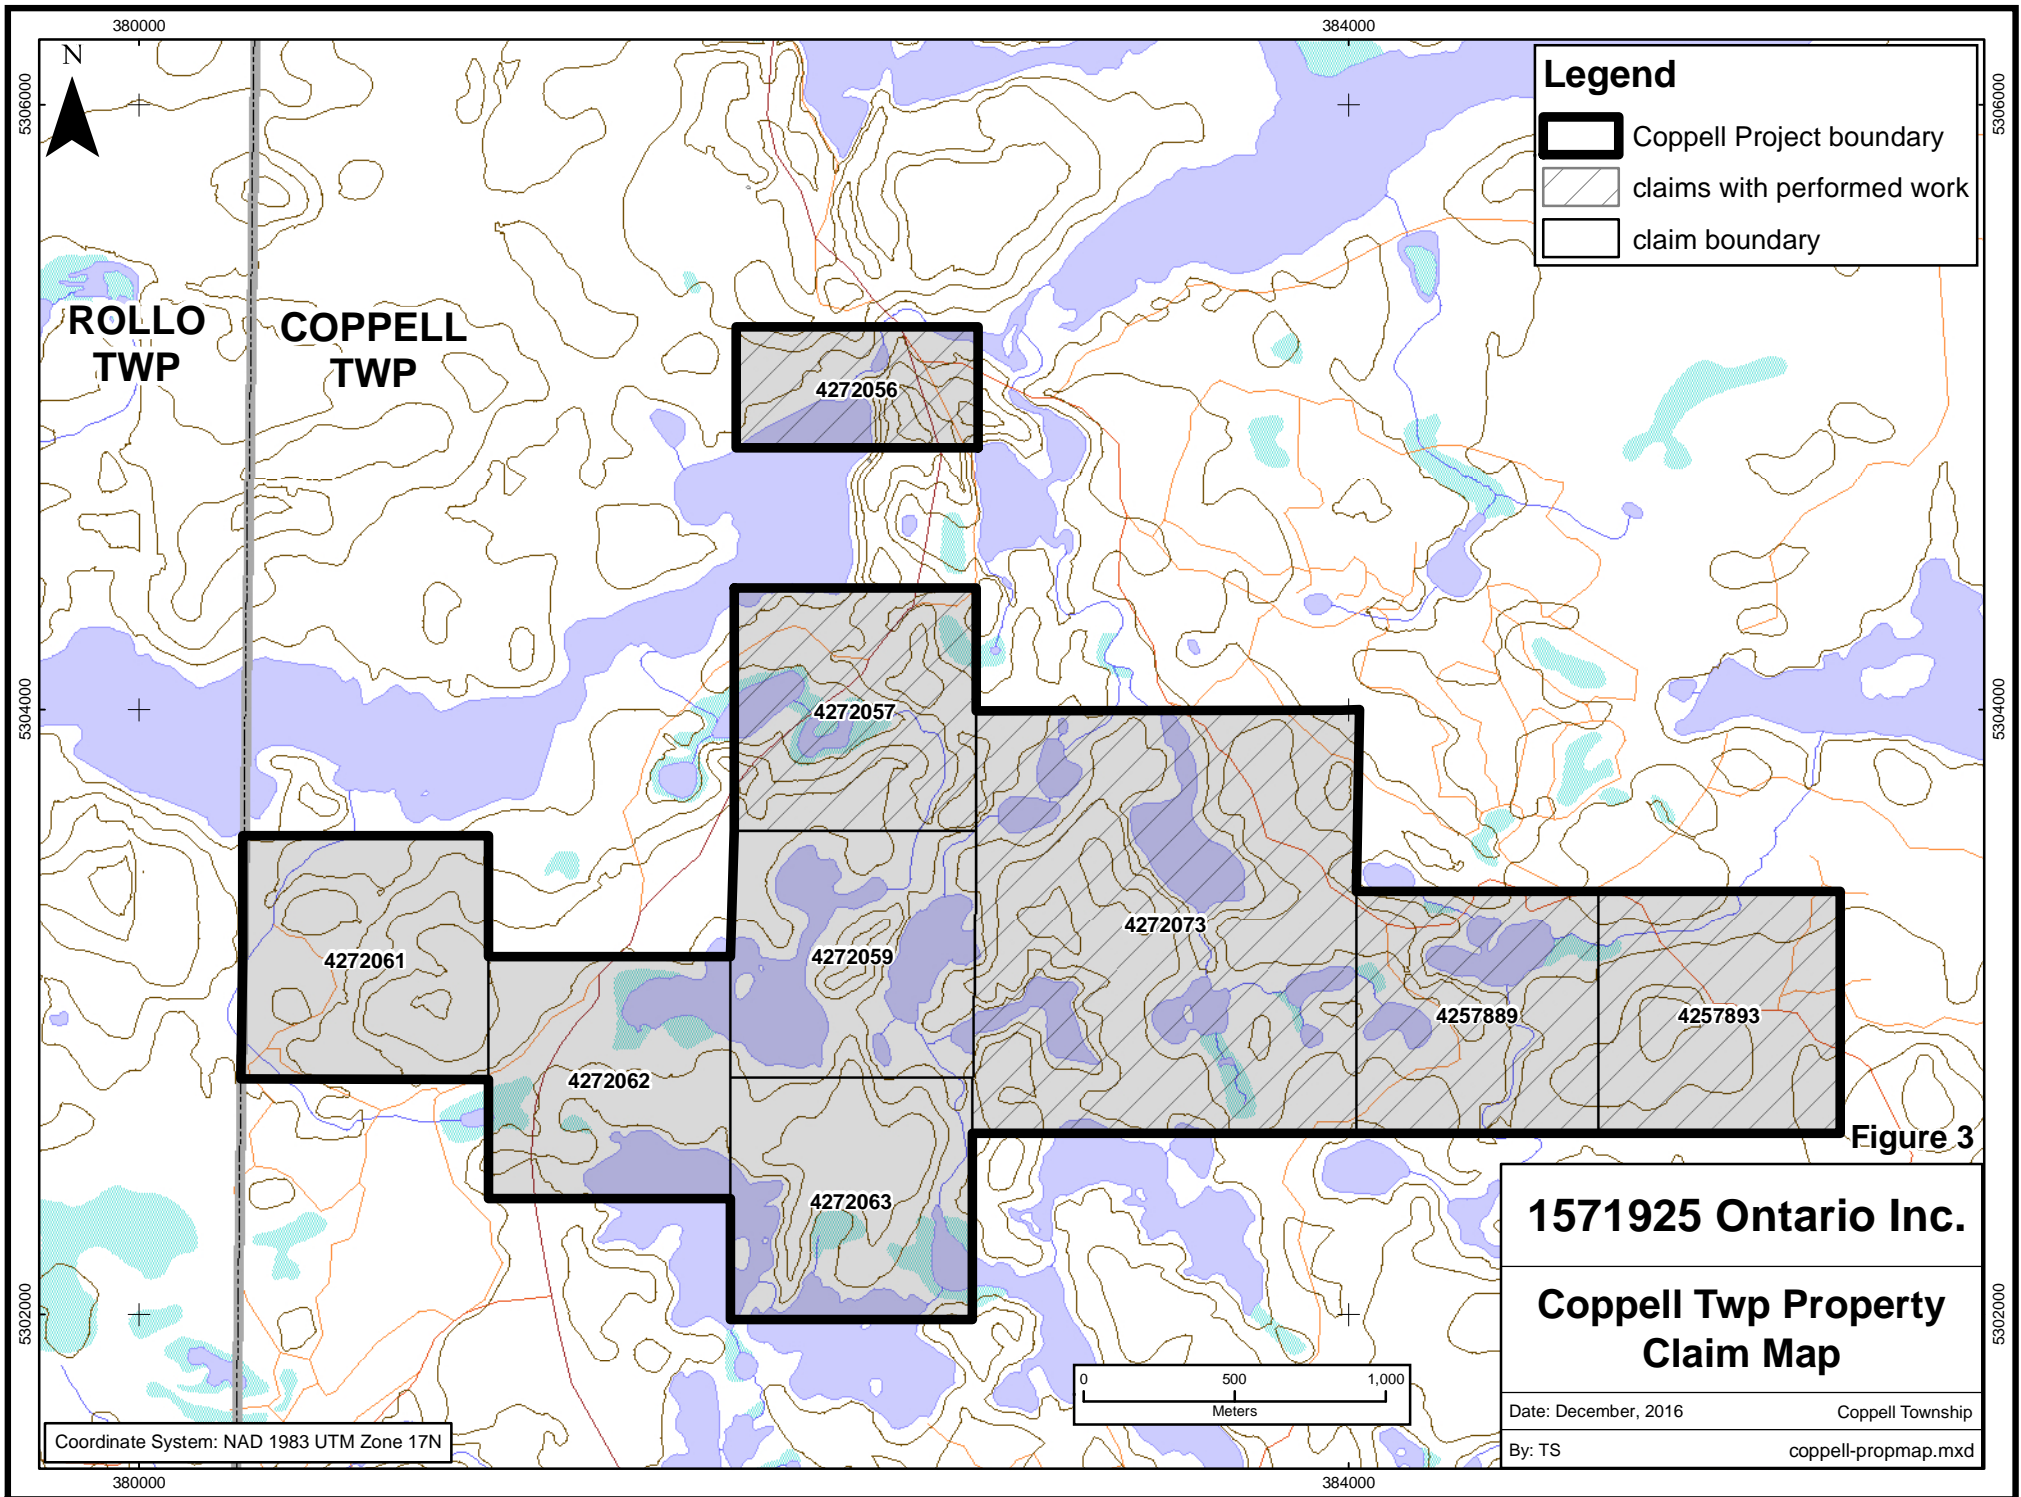 380000
384000
N
5306000
5306000
Legend
Coppell Project boundary
claims with performed work
claim boundary
ROLLO
TWP
COPPELL
TWP
4272056
5304000
5304000
4272057
4272073
4272061
4272059
4257889
4257893
4272062
4272063
Figure 3
1571925 Ontario Inc.
Coppell Twp Property
Claim Map
5302000
5302000
0 500 1,000
Meters
Date: December, 2016 Coppell Township
By: TS coppell-propmap.mxd
Coordinate System: NAD 1983 UTM Zone 17N
380000
384000